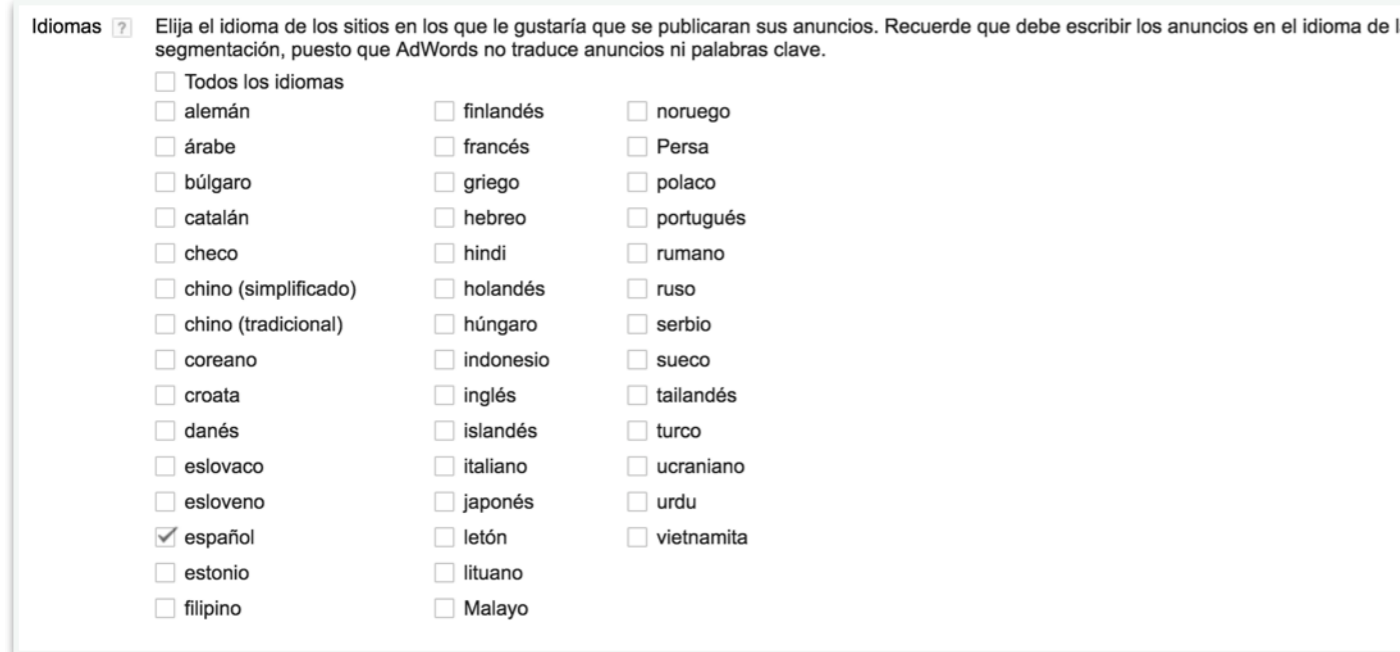 Idiomas ? Elija el idioma de los sitios en los que le gustaría que se publicaran sus anuncios. Recuerde que debe escribir los anuncios en el idioma de
segmentación, puesto que AdWords no traduce anuncios ni palabras clave.
Todos los idiomas
alemán
árabe
búlgaro
catalán
checo
chino (simplificado)
chino (tradicional)
coreano
croata
danés
eslovaco
esloveno
español
estonio
filipino
finlandés
francés
griego
hebreo
hindi
holandés
húngaro
indonesio
inglés
islandés
italiano
japonés
letón
lituano
Malayo
noruego
Persa
polaco
portugués
rumano
ruso
serbio
sueco
tailandés
turco
ucraniano
urdu
vietnamita